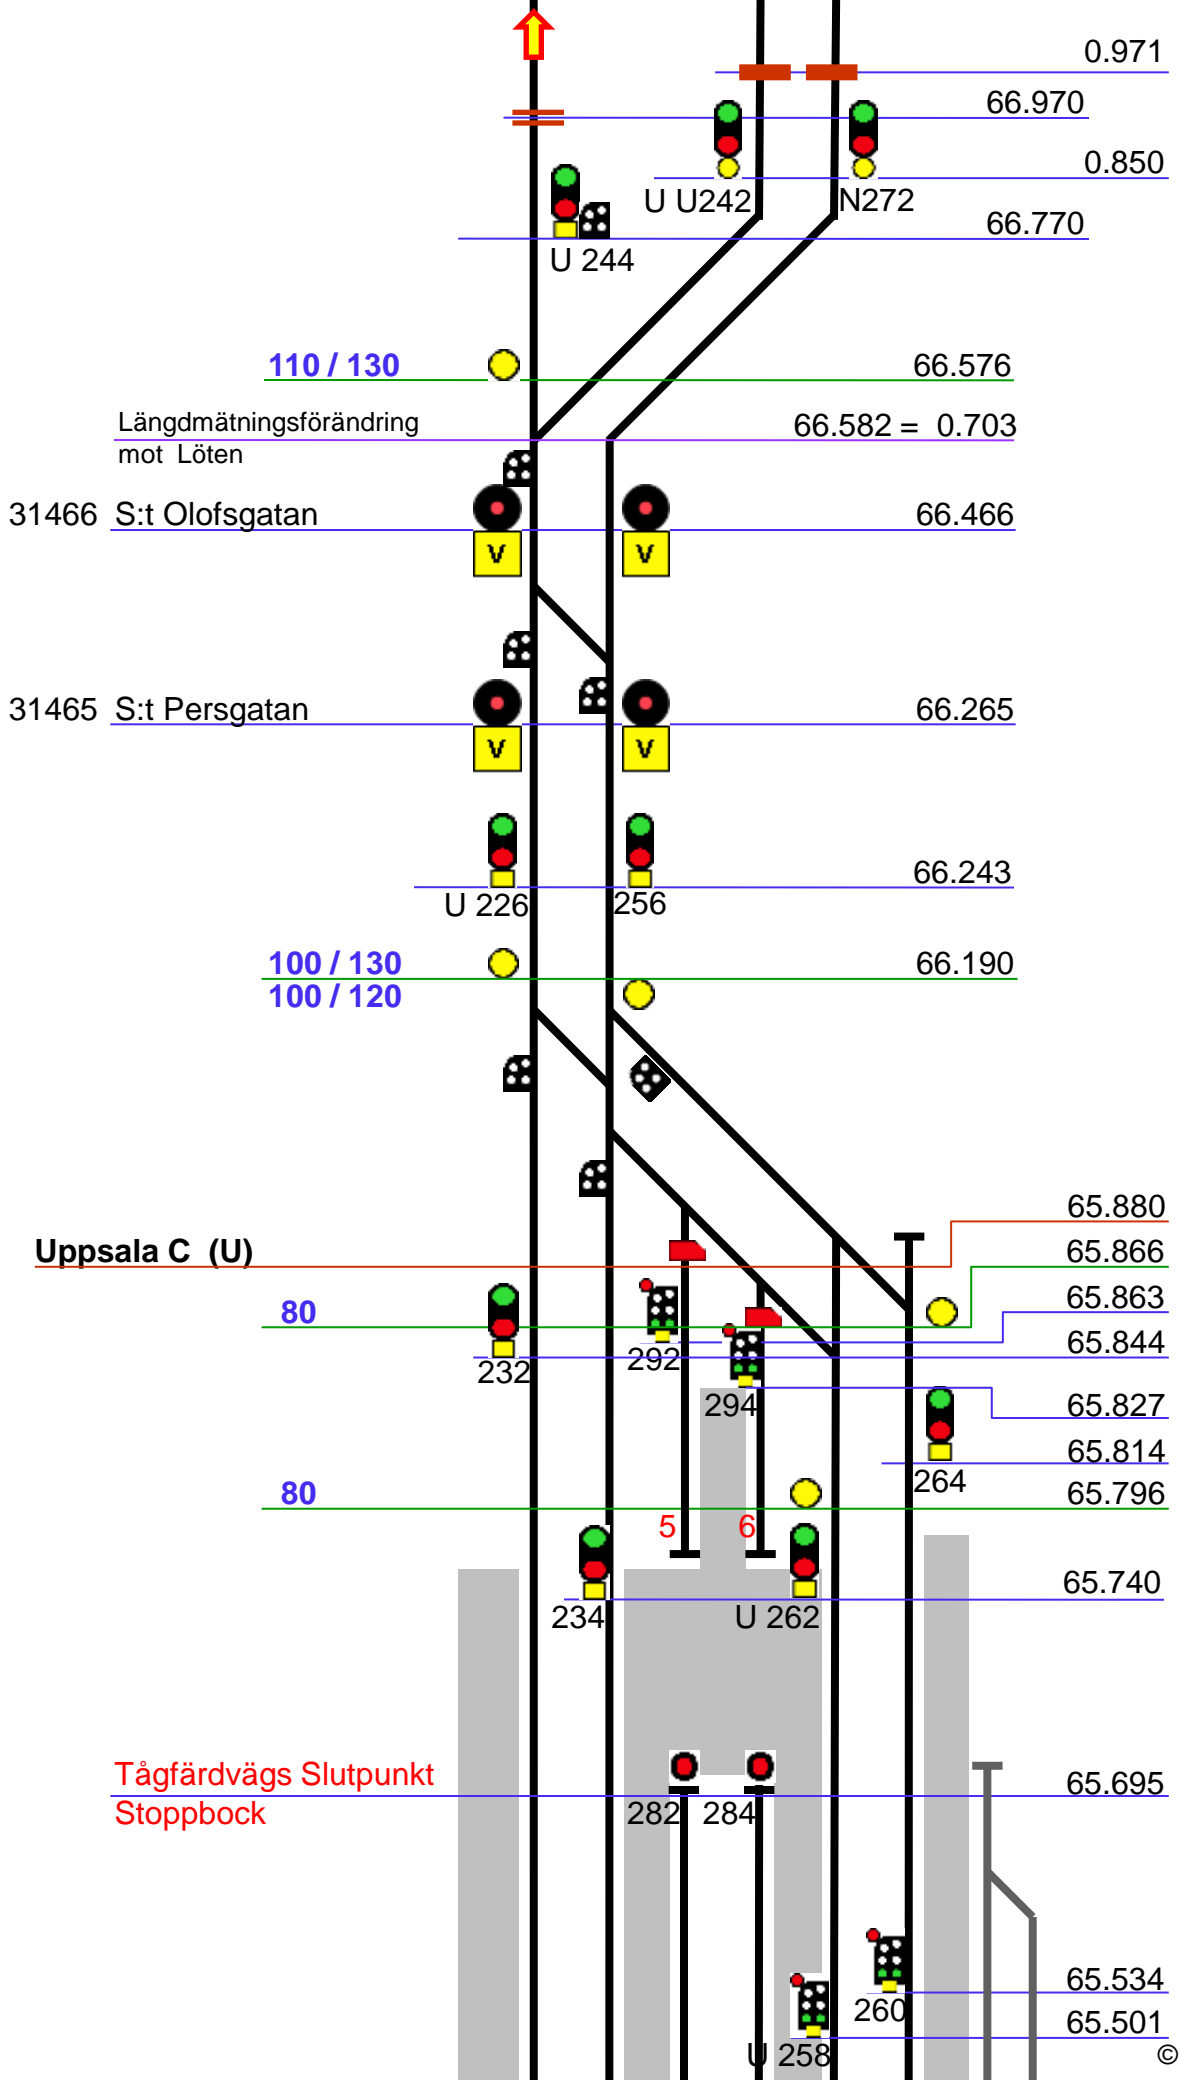 0.971
66.970
0.850
U U242 N272
66.770
U 244
110 / 130 66.576
Längdmätningsförändring 66.582 = 0.703
mot Löten
31466 S:t Olofsgatan 66.466
V V
31465 S:t Persgatan 66.265
V V
66.243
U 226 256
100 / 130 66.190
100 / 120
65.880
Uppsala C (U) 65.866
65.863
80
65.844
292
232
294 65.827
65.814
264
80 65.796
5 6
65.740
234 U 262
Tågfärdvägs Slutpunkt 65.695
Stoppbock 282 284
65.534
260
65.501
U 258 ©